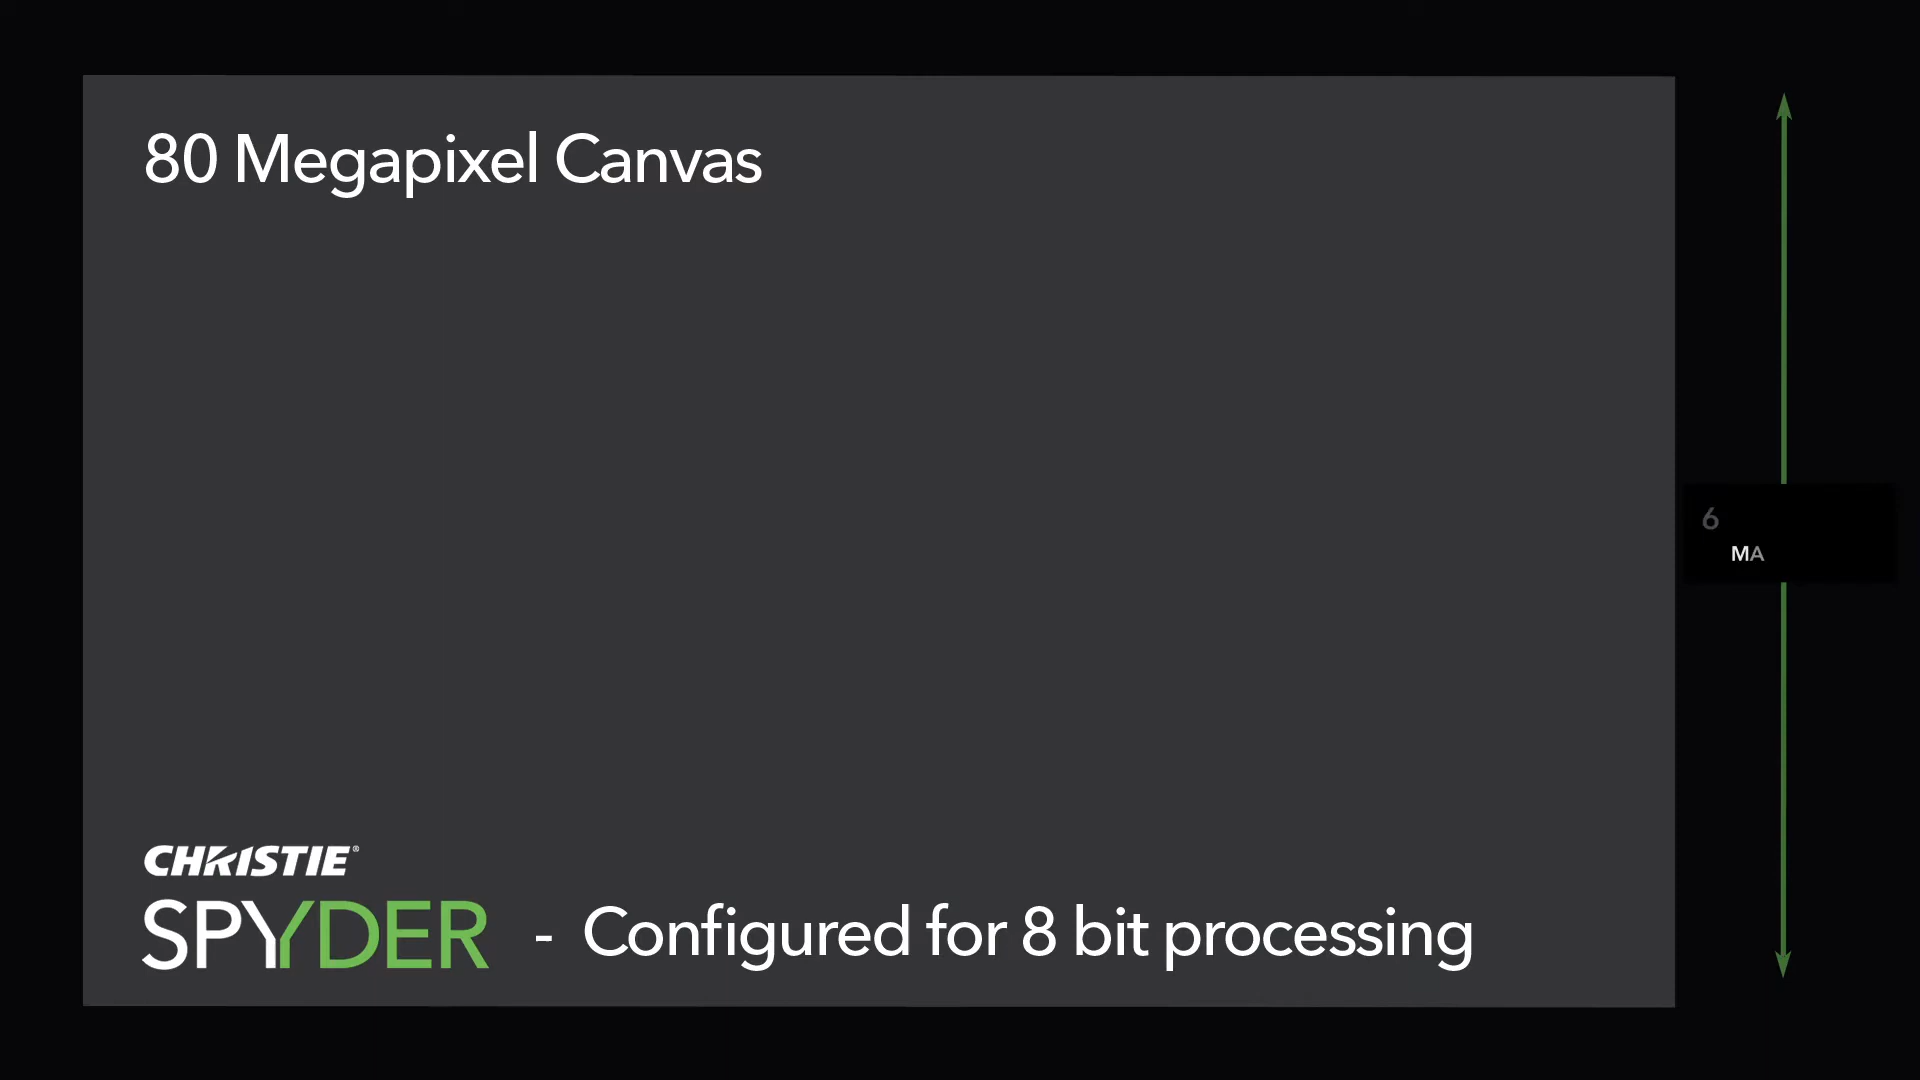 80 Megapixel Canvas
6
MA
CHRISTIE®
SPYDER - Configured for 8 bit processing